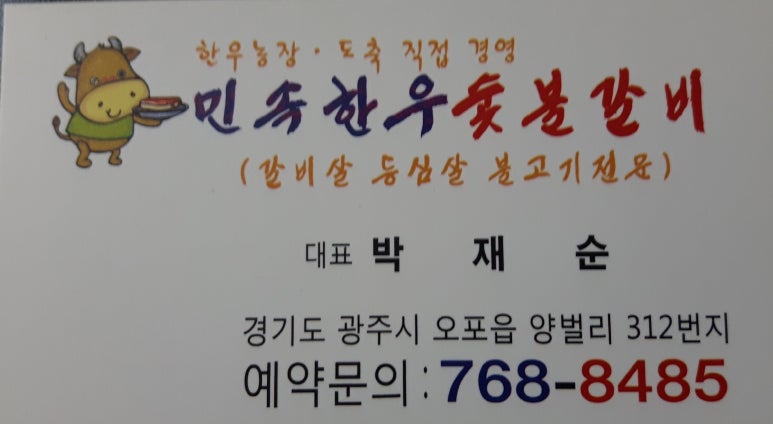 한우농장·도축 직접 경영
민속한우숯불갈비
(갈비살 등심살 불고기전문)
대표 박 재 순
경기도 광주시 오포읍 양벌리 312번지
예약문의:768-8485